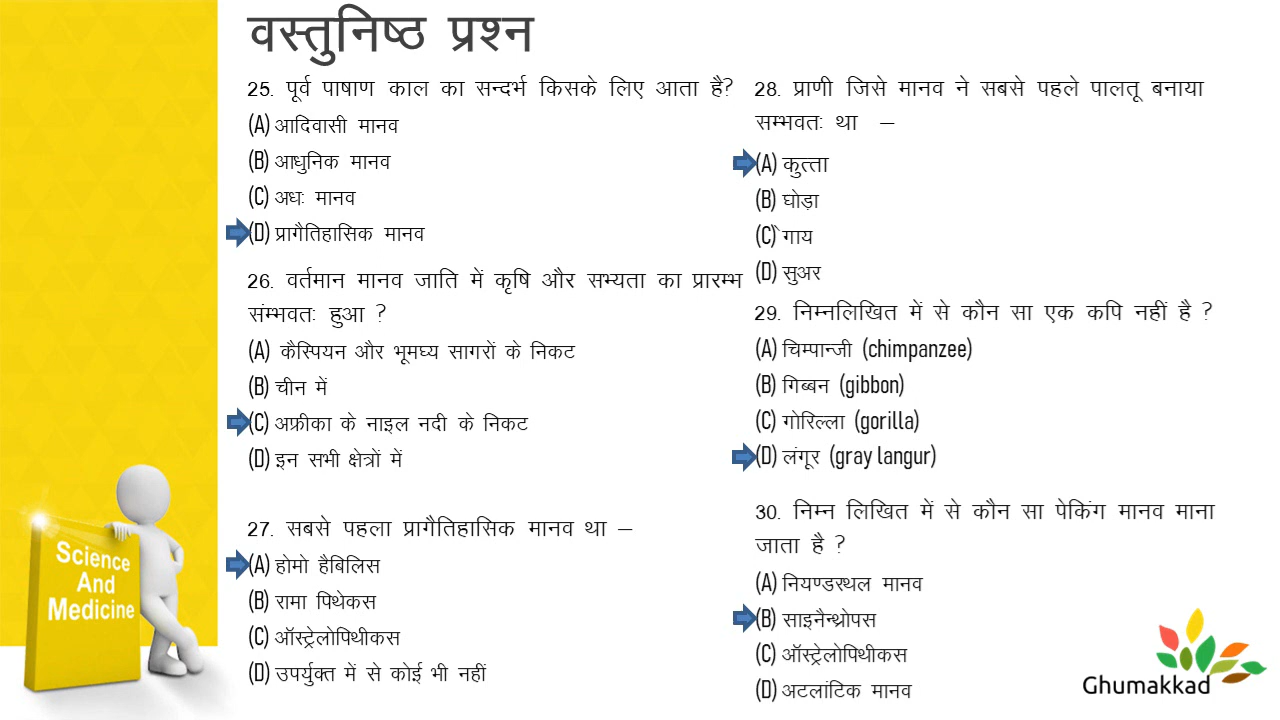 वस्तुनिष्ठ प्रश्न
25. पूर्व पाषाण काल का सन्दर्भ किसके लिए आता है?
(A) आदिवासी मानव
(B) आधुनिक मानव
(C) अधः मानव
(D) प्रागैतिहासिक मानव
26. वर्तमान मानव जाति में कृषि और सभ्यता का प्रारम्भ
संम्भवतः हुआ ?
(A) कैस्पियन और भूमघ्य सागरों के निकट
(B) चीन में
(C) अफ्रीका के नाइल नदी के निकट
(D) इन सभी क्षेत्रों में
27. सबसे पहला प्रागैतिहासिक मानव था –
(A) होमो हैबिलिस
(B) रामा पिथेकस
(C) ऑस्ट्रेलोपिथीकस
(D) उपर्युक्त में से कोई भी नहीं
28. प्राणी जिसे मानव ने सबसे पहले पालतू बनाया
सम्भवतः था –
(A) कुत्ता
(B) घोड़ा
(C) े गाय
(D) सुअर
29. निम्नलिखित में से कौन सा एक कपि नहीं है ?
(A) चिम्पान्जी (chimpanzee)
(B) गिब्बन (gibbon)
(C) गोरिल्ला (gorilla)
(D) लंगूर (gray langur)
30. निम्न लिखित में से कौन सा पेकिंग मानव माना
जाता है ?
(A) नियण्डरथल मानव
(B) साइनैन्थ्रोपस
(C) ऑस्ट्रेलोपिथीकस
(D) अटलांटिक मानव
Science
And
Medicine
Ghumakkad